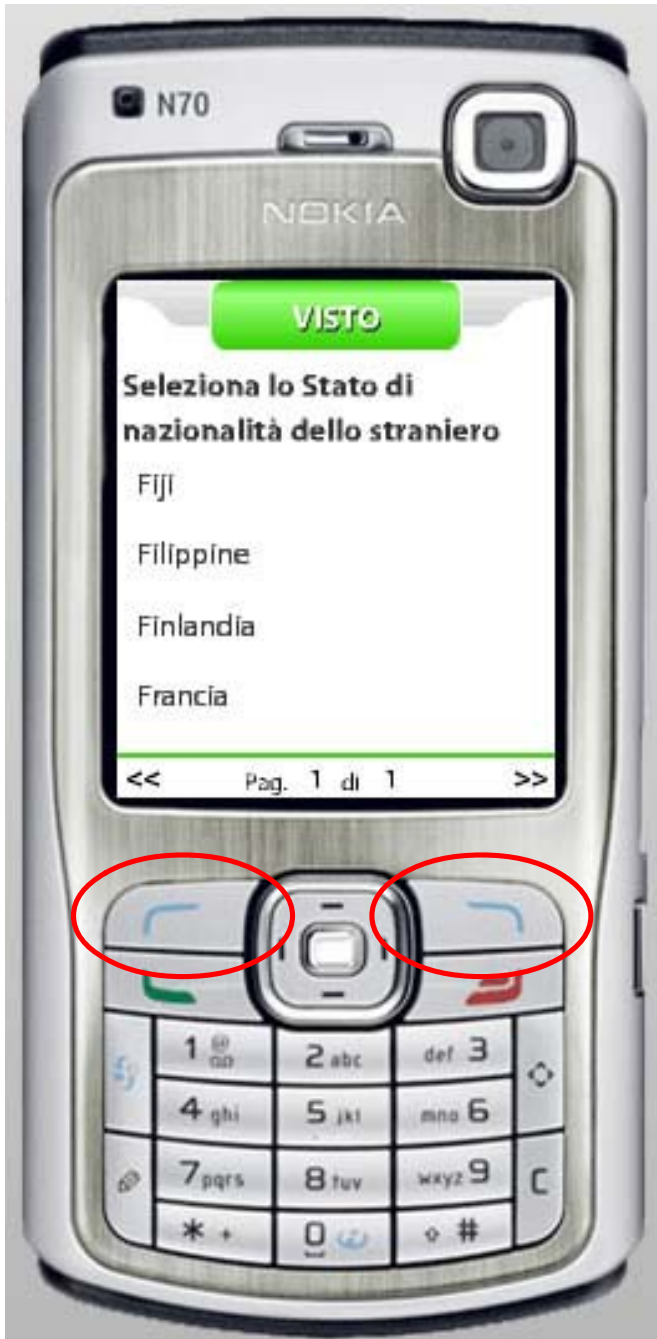 N70
NOKIA
VISTO
Seleziona lo Stato di
nazionalità dello straniero
Fiji
Filippine
Finlandia
Francia
<< Pag. 1 di 1 >>
1 @
2 abc
def 3
4 ghi
5 jkl
mno 6
7 pqrs
8 tuv
wxyz 9
C
* +
0
#